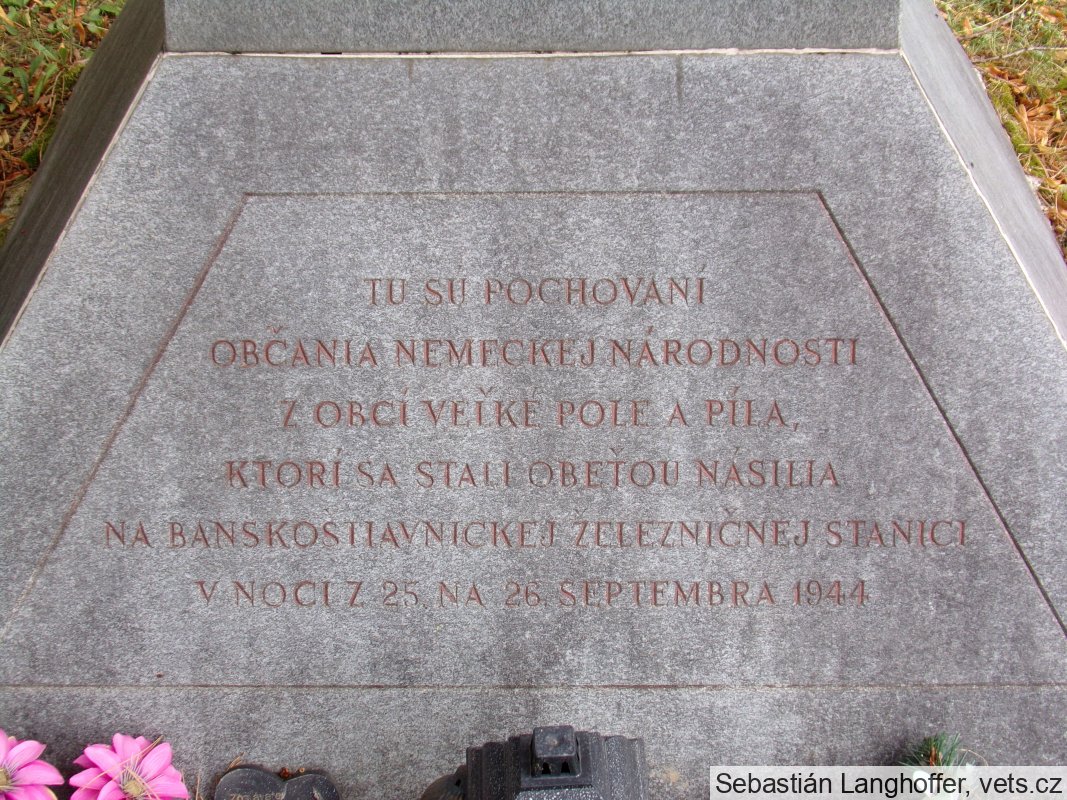 TU SU POCHOVANÍ
OBČANIA NEMECKEJ NÁRODNOSTI
Z OBCÍ VEĽKÉ POLE A PÍLA,
KTORÍ SA STALI OBEŤOU NÁSILIA
NA BANSKOŠTIAVNICKEJ ŽELEZNIČNEJ STANICI
V NOCI Z 25. NA 26. SEPTEMBRA 1944
Sebastián Langhoffer, vets.cz